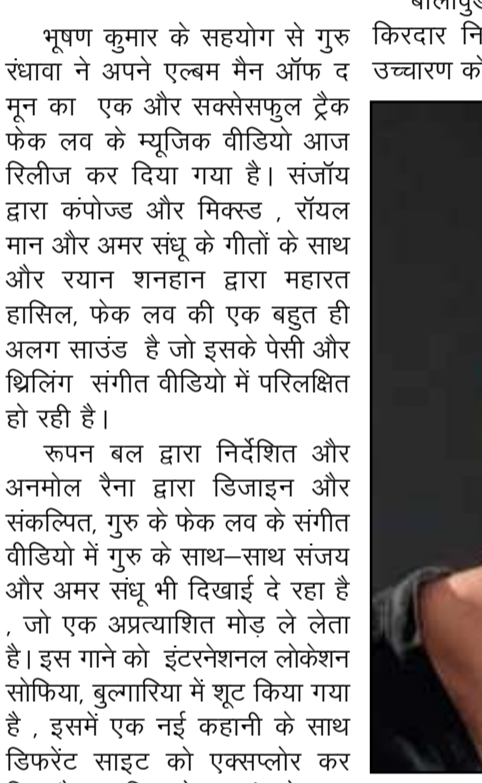 भूषण कुमार के सहयोग से गुरु
रंधावा ने अपने एल्बम मैन ऑफ द
मून का एक और सक्सेसफुल ट्रैक
फेक लव के म्यूजिक वीडियो आज
रिलीज कर दिया गया है। संजॉय
द्वारा कंपोज्ड और मिक्स्ड , रॉयल
मान और अमर संधू के गीतों के साथ
और रयान शनहान द्वारा महारत
हासिल, फेक लव की एक बहुत ही
अलग साउंड है जो इसके पेसी और
थ्रिलिंग संगीत वीडियो में परिलक्षित
हो रही है।
रूपन बल द्वारा निर्देशित और
अनमोल रैना द्वारा डिजाइन और
संकल्पित, गुरु के फेक लव के संगीत
वीडियो में गुरु के साथ–साथ संजय
और अमर संधू भी दिखाई दे रहा है
, जो एक अप्रत्याशित मोड़ ले लेता
है। इस गाने को इंटरनेशनल लोकेशन
सोफिया, बुल्गारिया में शूट किया गया
है , इसमें एक नई कहानी के साथ
डिफरेंट साइट को एक्सप्लोर कर
किरदार
उच्चारण को